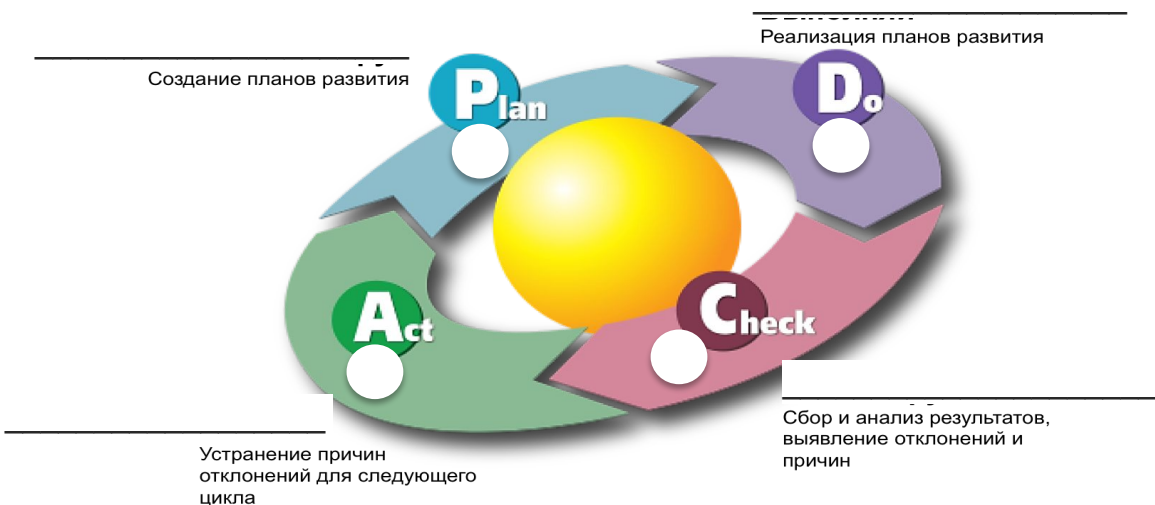 Реализация планов развития
Создание планов развития
Plan
Do
Act
Check
Сбор и анализ результатов,
выявление отклонений и
причин
Устранение причин
отклонений для следующего
цикла